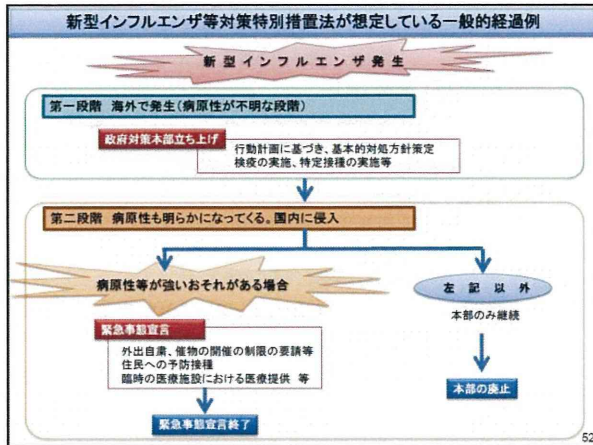 新型インフルエンザ等対策特別措置法が想定している一般的経過例
新型インフルエンザ発生
第一段階 海外で発生(病原性が不明な段階)
政府対策本部立ち上げ
行動計画に基づき、基本的対処方針策定
検疫の実施、特定接種の実施等
第二段階 病原性も明らかになってくる。国内に侵入
病原性等が強いおそれがある場合
左記以外
本部のみ継続
緊急事態宣言
外出自粛、催物の開催の制限の要請等
住民への予防接種
臨時の医療施設における医療提供 等
本部の廃止
緊急事態宣言終了
52